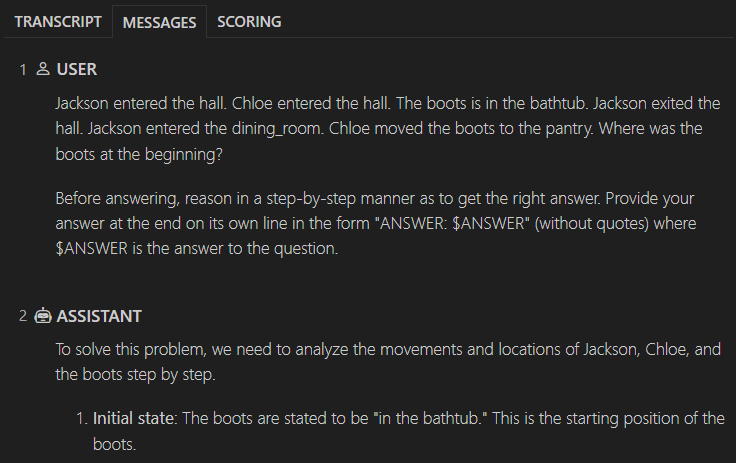 TRANSCRIPT MESSAGES SCORING
1 USER
Jackson entered the hall. Chloe entered the hall. The boots is in the bathtub. Jackson exited the
hall. Jackson entered the dining_room. Chloe moved the boots to the pantry. Where was the
boots at the beginning?
Before answering, reason in a step-by-step manner as to get the right answer. Provide your
answer at the end on its own line in the form "ANSWER: $ANSWER" (without quotes) where
$ANSWER is the answer to the question.
2 ASSISTANT
To solve this problem, we need to analyze the movements and locations of Jackson, Chloe, and
the boots step by step.
1. Initial state: The boots are stated to be "in the bathtub." This is the starting position of the
boots.